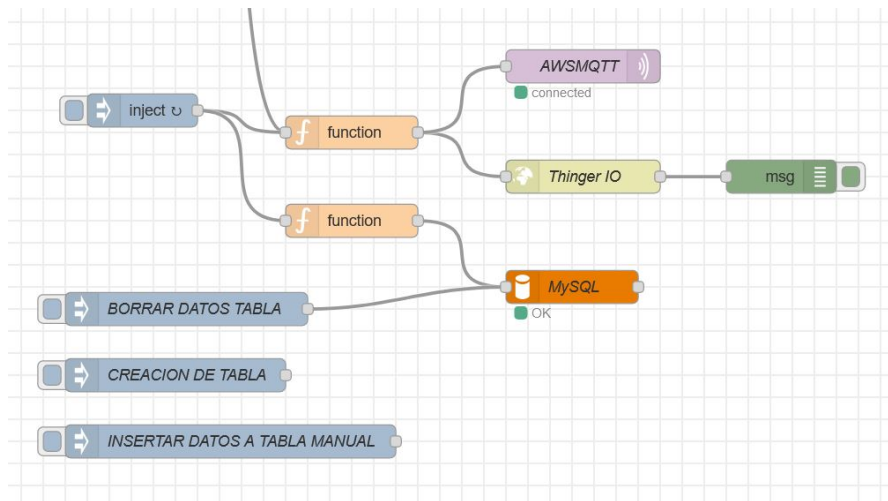 AWSMQTT
connected
inject ↻
function
Thinger IO
msg
function
MySQL
OK
BORRAR DATOS TABLA
CREACION DE TABLA
INSERTAR DATOS A TABLA MANUAL